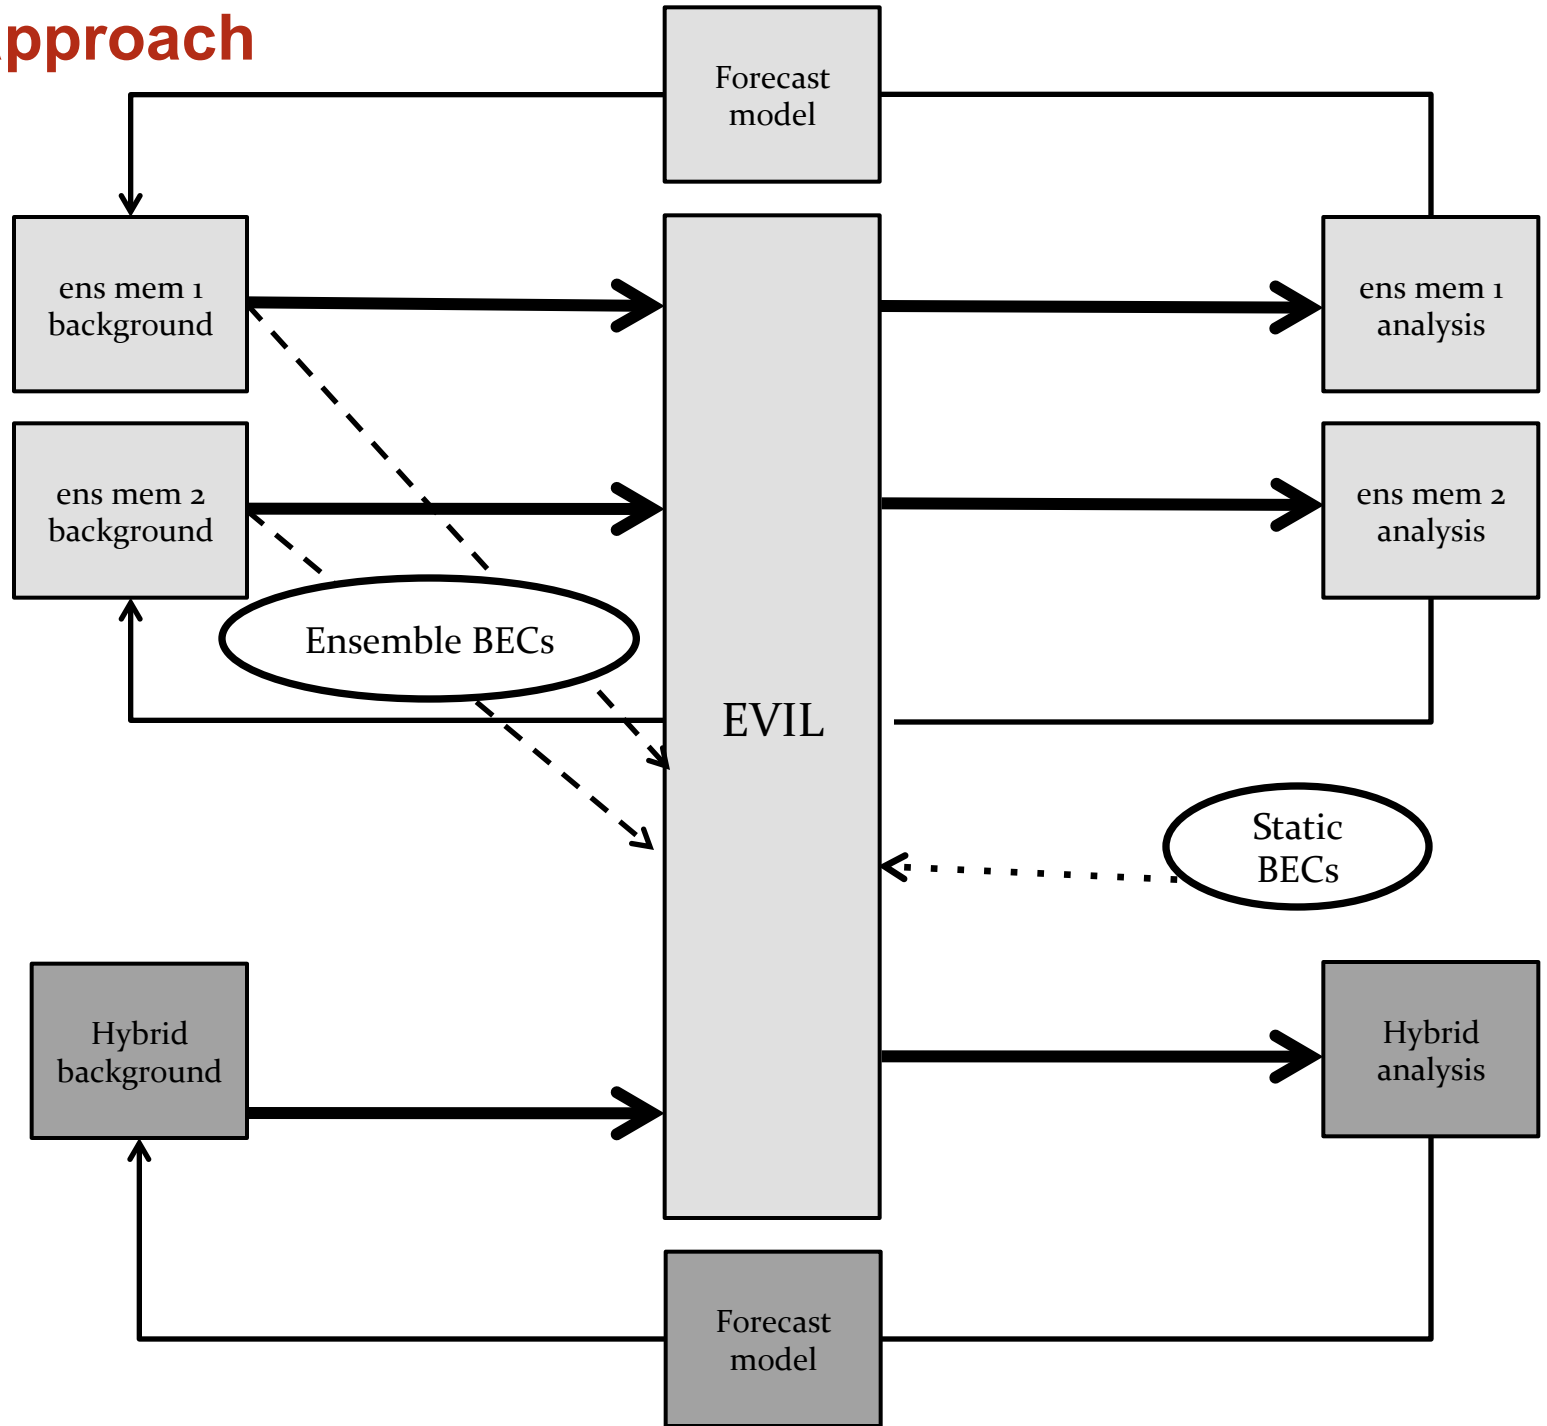 pproach
Forecast
model
ens mem 1
background
ens mem 1
analysis
ens mem 2
background
ens mem 2
analysis
Ensemble BECs
EVIL
Static
BECs
Hybrid
background
Hybrid
analysis
Forecast
model